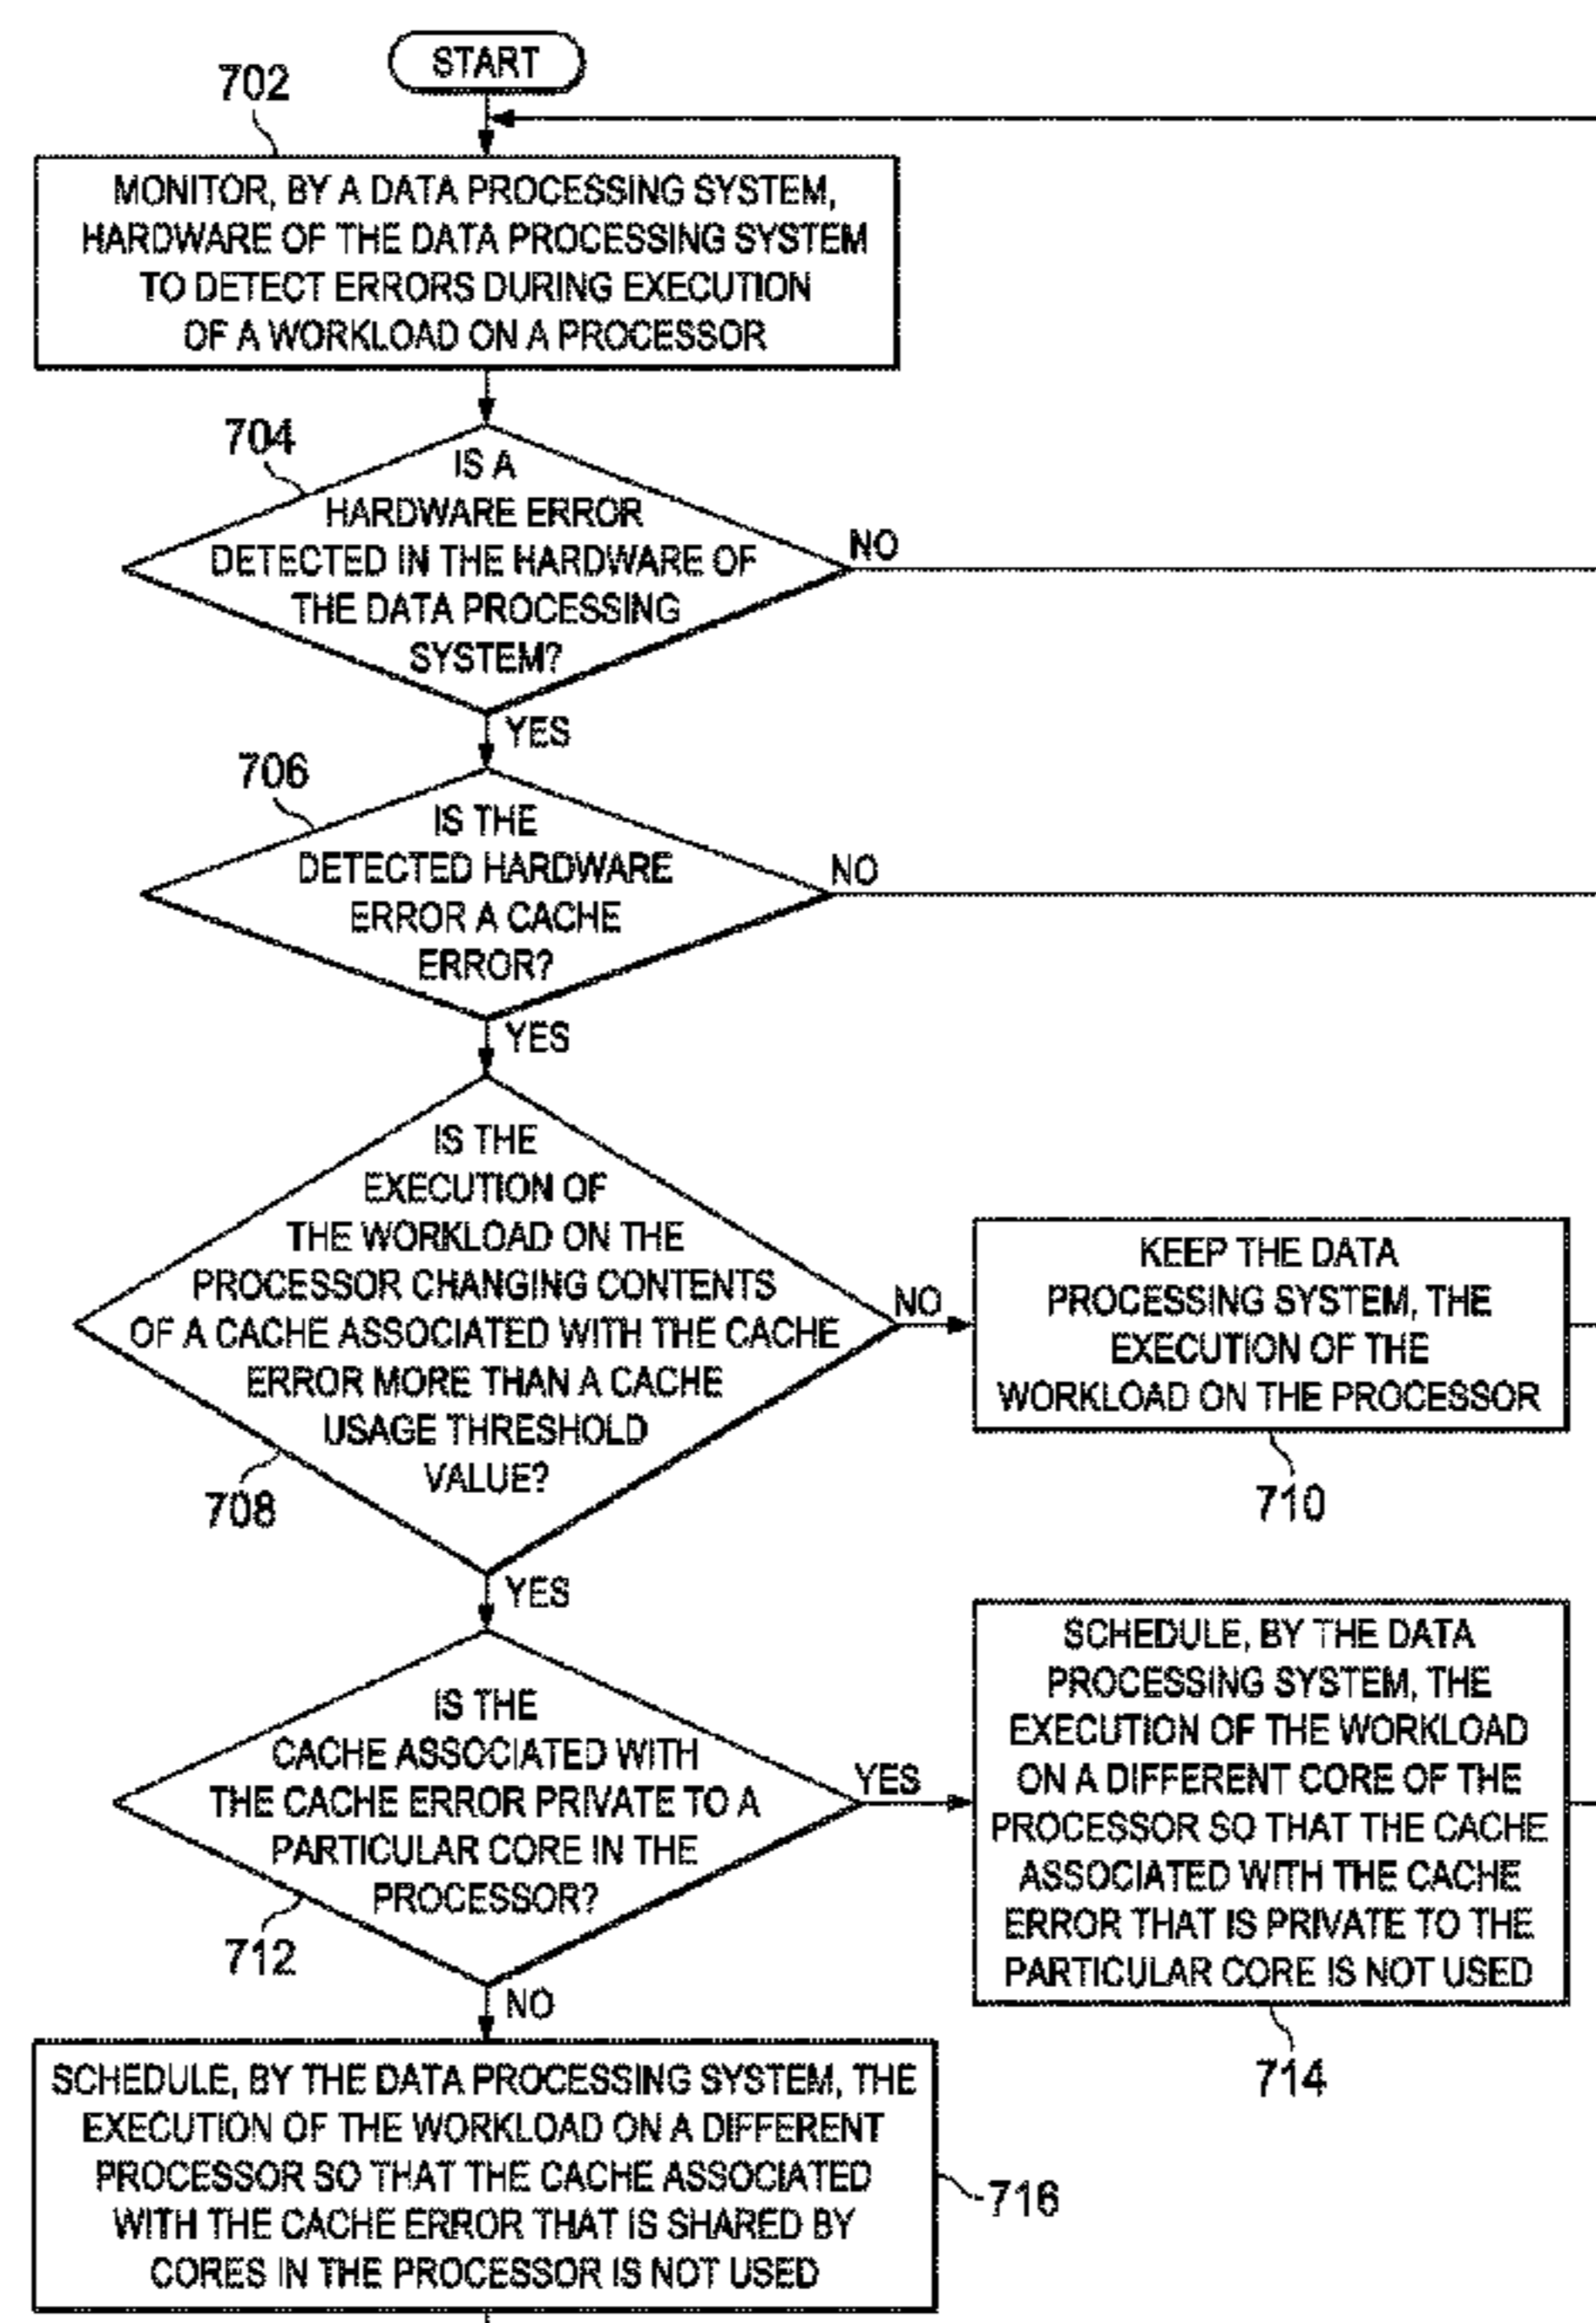 START
702
MONITOR, BY A DATA PROCESSING SYSTEM,
HARDWARE OF THE DATA PROCESSING SYSTEM
TO DETECT ERRORS DURING EXECUTION
OF A WORKLOAD ON A PROCESSOR
704
IS A
HARDWARE ERROR
DETECTED IN THE HARDWARE OF
THE DATA PROCESSING
SYSTEM?
NO
YES
706
IS THE
DETECTED HARDWARE
ERROR A CACHE
ERROR?
NO
YES
IS THE
EXECUTION OF
THE WORKLOAD ON THE
PROCESSOR CHANGING CONTENTS
OF A CACHE ASSOCIATED WITH THE CACHE
ERROR MORE THAN A CACHE
USAGE THRESHOLD
VALUE?
708
NO
KEEP THE DATA
PROCESSING SYSTEM, THE
EXECUTION OF THE
WORKLOAD ON THE PROCESSOR
710
YES
IS THE
CACHE ASSOCIATED WITH
THE CACHE ERROR PRIVATE TO A
PARTICULAR CORE IN THE
PROCESSOR?
712
YES
SCHEDULE, BY THE DATA
PROCESSING SYSTEM, THE
EXECUTION OF THE WORKLOAD
ON A DIFFERENT CORE OF THE
PROCESSOR SO THAT THE CACHE
ASSOCIATED WITH THE CACHE
ERROR THAT IS PRIVATE TO THE
PARTICULAR CORE IS NOT USED
714
NO
SCHEDULE, BY THE DATA PROCESSING SYSTEM, THE
EXECUTION OF THE WORKLOAD ON A DIFFERENT
PROCESSOR SO THAT THE CACHE ASSOCIATED
WITH THE CACHE ERROR THAT IS SHARED BY
CORES IN THE PROCESSOR IS NOT USED
716